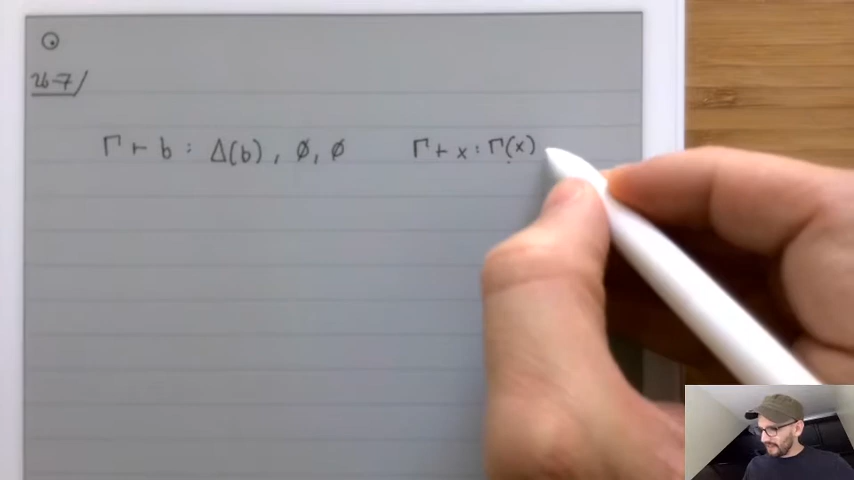 26-7/
Γ ⊢ b : Δ(b), ∅, ∅
Γ ⊢ x : Γ(x)